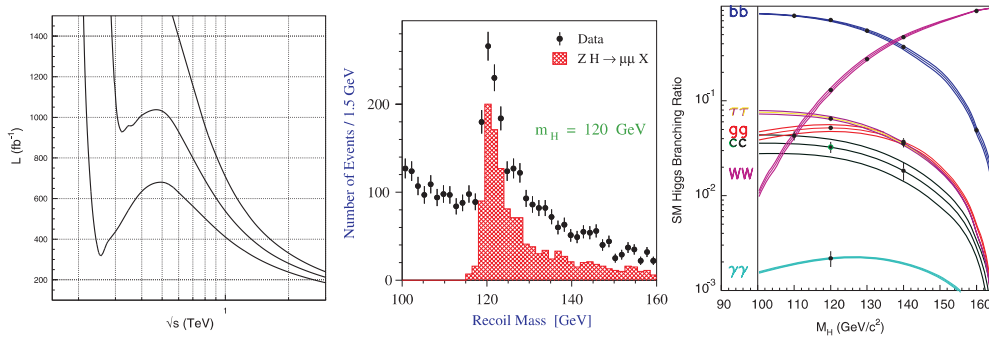 L (fb⁻¹)
1400
1200
1000
800
600
400
200
1
√s (TeV)
Number of Events / 1.5 GeV
200
100
0
Data
Z H → μμ X
m_H = 120 GeV
100
120
140
160
Recoil Mass [GeV]
SM Higgs Branching Ratio
bb
ττ
gg
cc̄
WW
γγ
10⁻¹
10⁻²
10⁻³
90 100 110 120 130 140 150 160
M_H (GeV/c²)